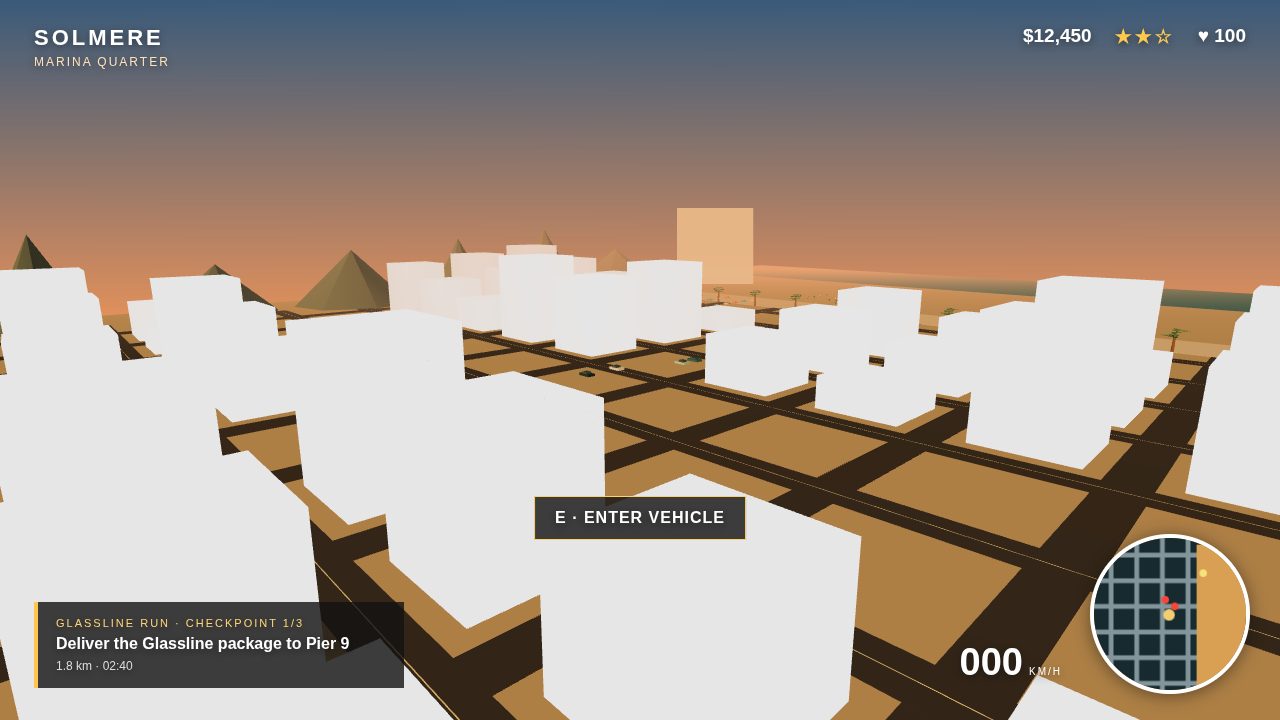 SOLMERE
MARINA QUARTER
$12,450 ★★☆ ♥ 100
E · ENTER VEHICLE
GLASSLINE RUN · CHECKPOINT 1/3
Deliver the Glassline package to Pier 9
1.8 km · 02:40
000 KM/H